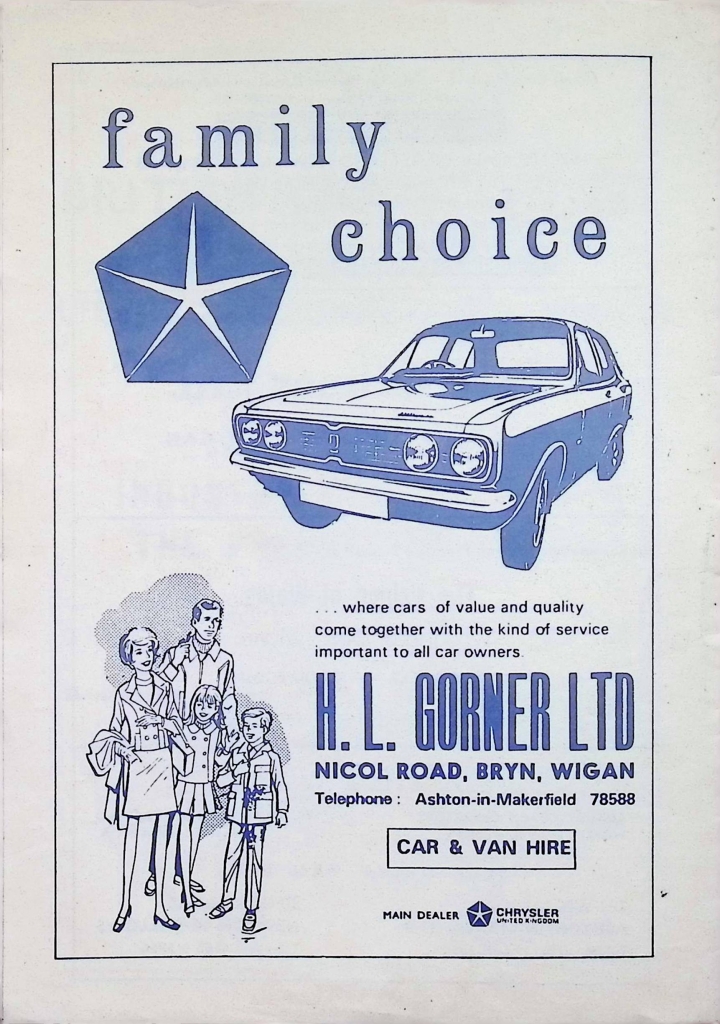 family
choice
... where cars of value and quality
come together with the kind of service
important to all car owners.
H. L. GORNER LTD
NICOL ROAD, BRYN, WIGAN
Telephone : Ashton-in-Makerfield 78588
CAR & VAN HIRE
MAIN DEALER CHRYSLER
UNITED KINGDOM